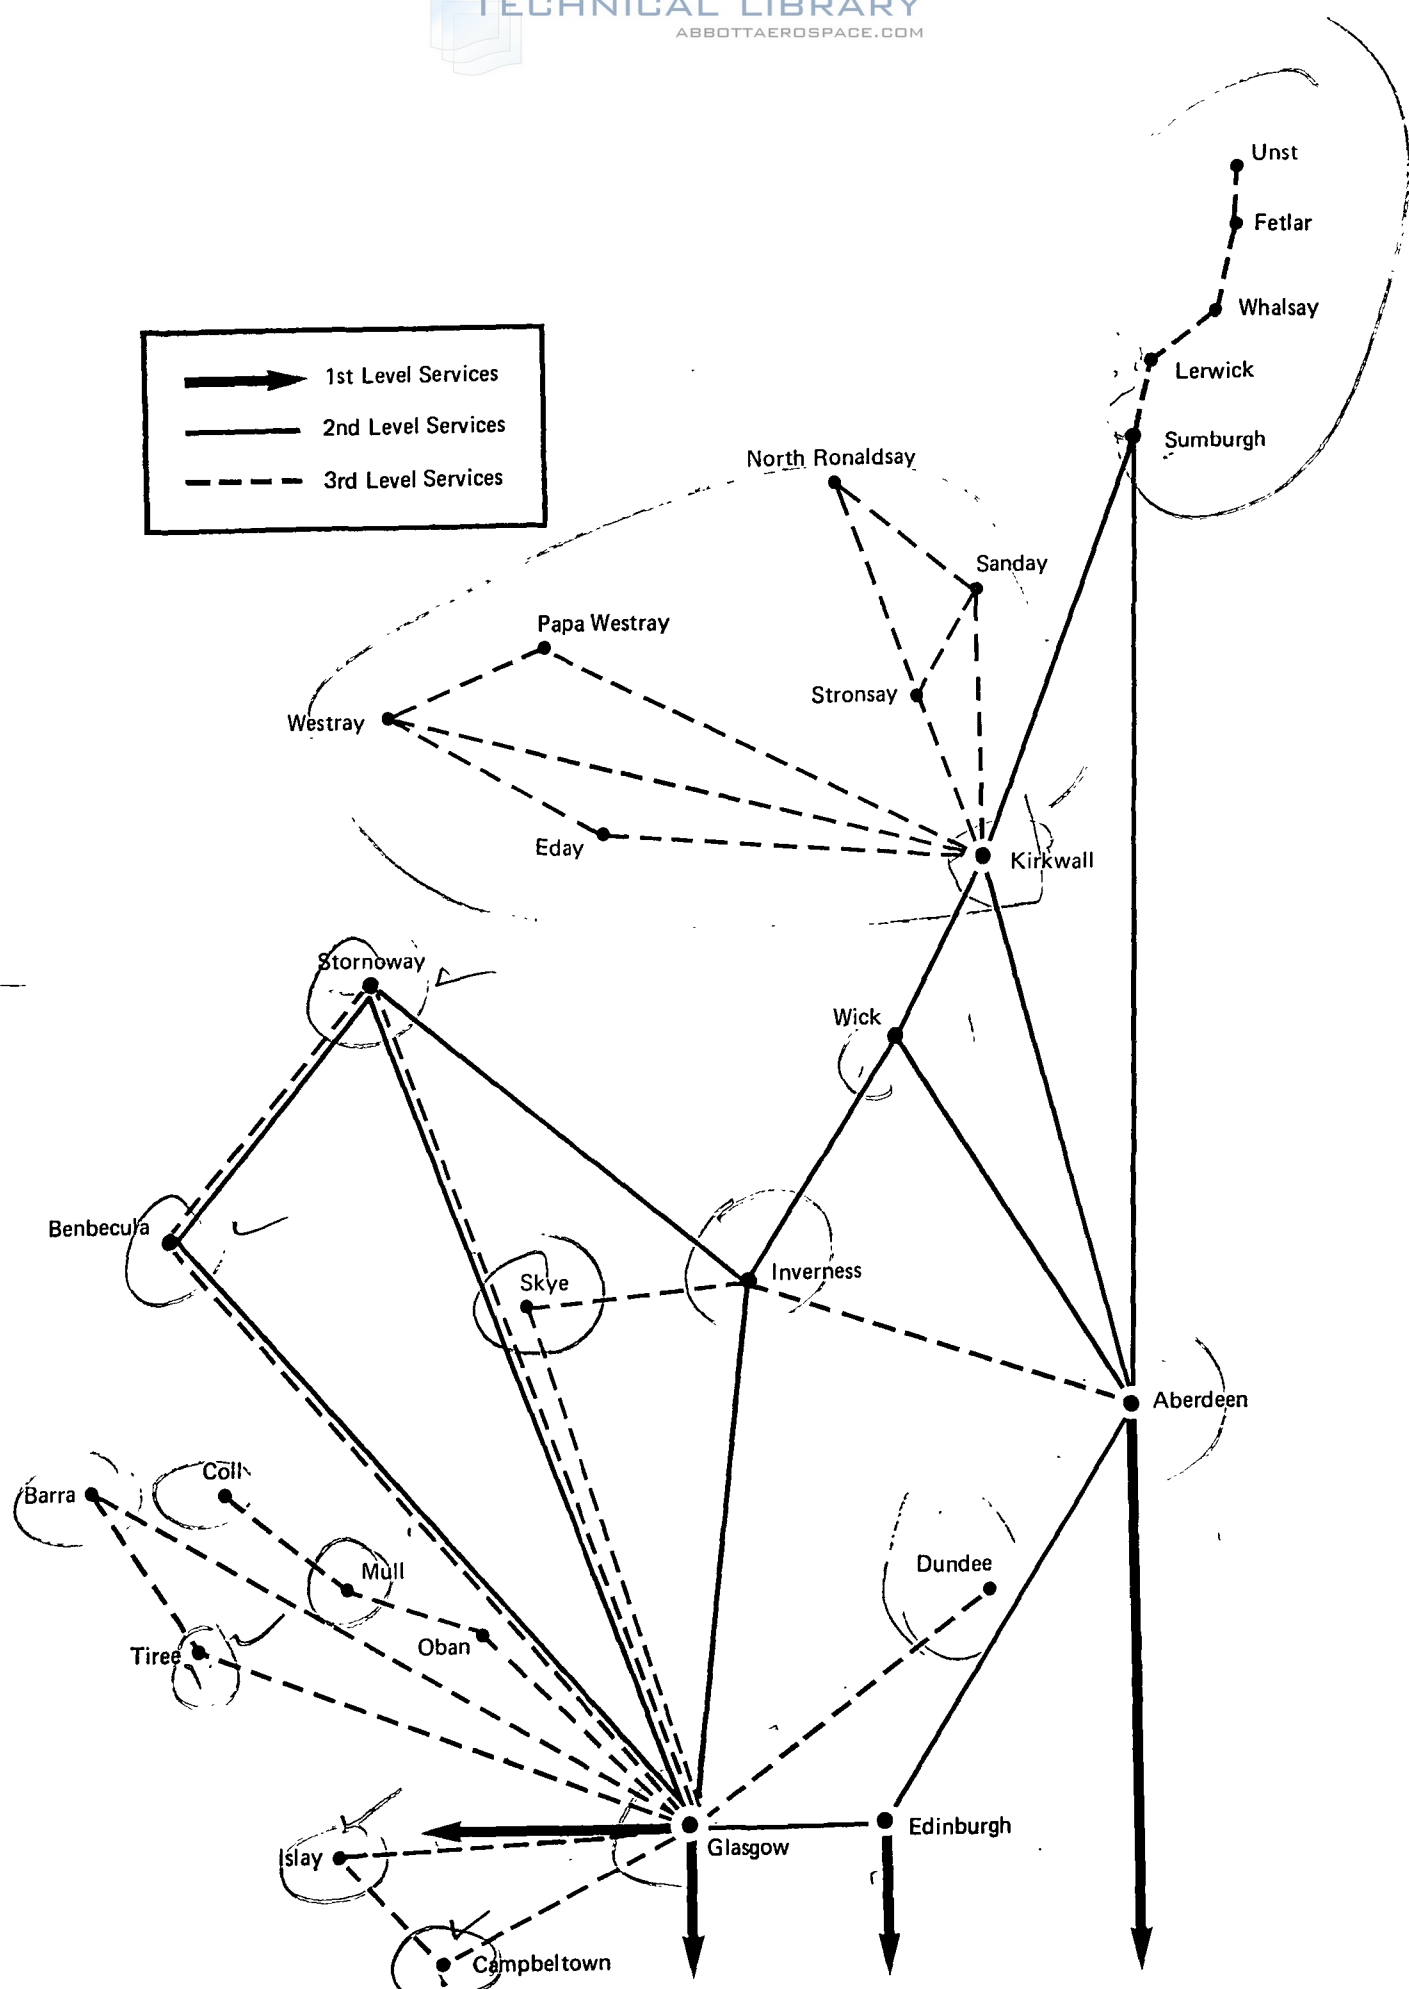 TECHNICAL LIBRARY
ABBOTTAEROSPACE.COM
Unst
Fetlar
Whalsay
1st Level Services
Lerwick
2nd Level Services
Sumburgh
North Ronaldsay
3rd Level Services
Sanday
Papa Westray
Stronsay
Westray
Eday
Kirkwall
Stornoway
Wick
Benbecula
Inverness
Skye
Aberdeen
Coll
Barra
Dundee
Mull
Oban
Tiree
Edinburgh
Glasgow
Islay
Campbeltown